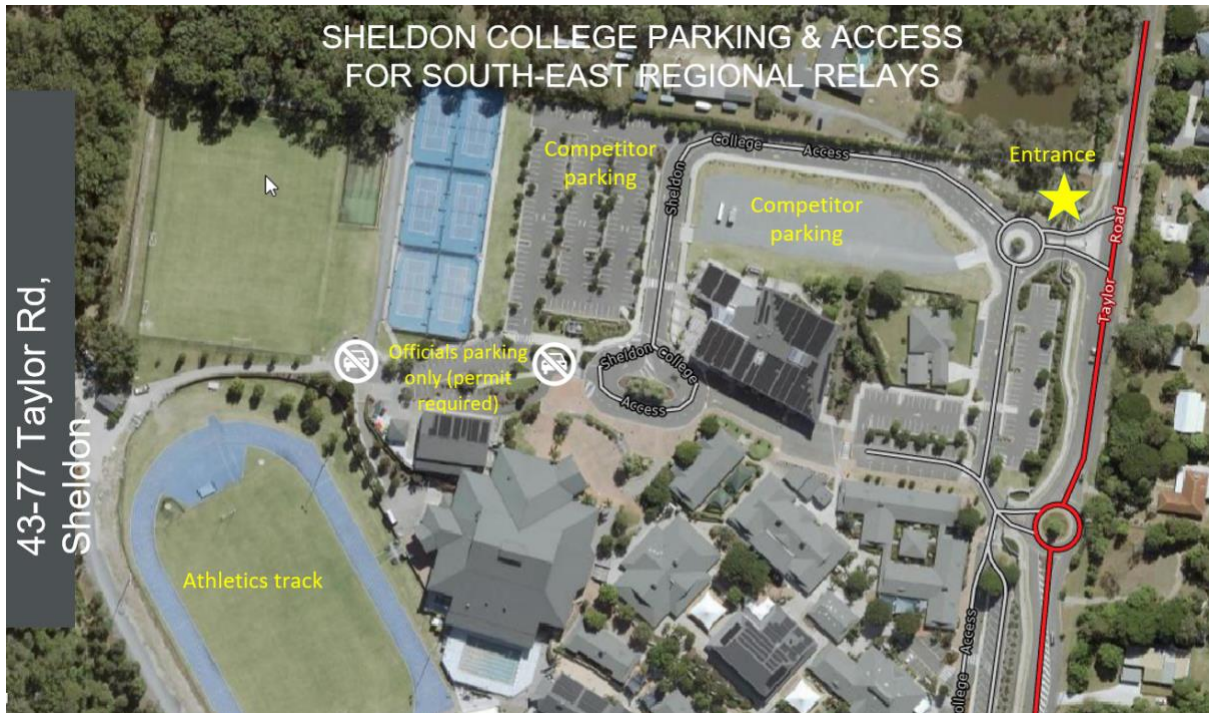 SHELDON COLLEGE PARKING & ACCESS
FOR SOUTH-EAST REGIONAL RELAYS
43-77 Taylor Rd,
Sheldon
Competitor
parking
College Access
Sheldon
Entrance
Competitor
parking
Taylor Road
Officials parking
only (permit
required)
Sheldon College
Access
Athletics track
College Access